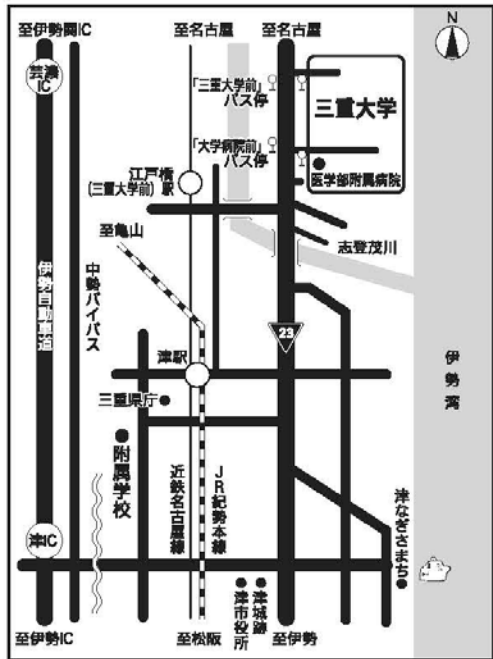 至伊勢関IC
至名古屋
至名古屋
N
芸濃
IC
「三重大学前」
バス停
三重大学
「大学病院前」
バス停
医学部附属病院
江戸橋
(三重大学前)駅
至亀山
志登茂川
伊勢自動車道
中勢バイパス
23
伊勢湾
津駅
三重県庁
附属学校
近鉄名古屋線
JR紀勢本線
津なぎさまち
津IC
津城跡
津市役所
至伊勢IC
至松阪
至伊勢